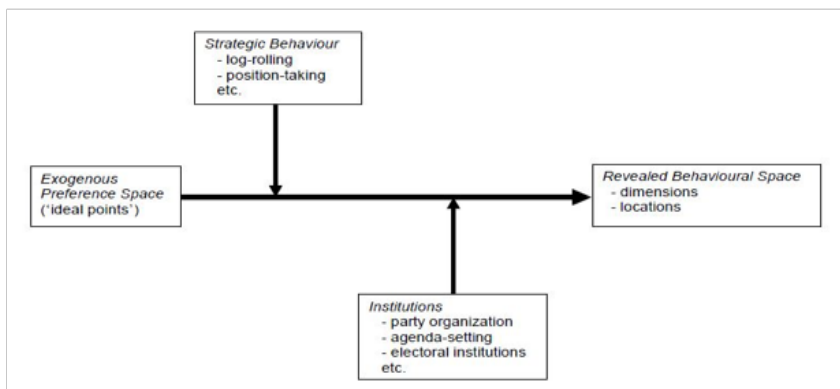 Strategic Behaviour
- log-rolling
- position-taking
etc.
Exogenous
Preference Space
('ideal points')
Revealed Behavioural Space
- dimensions
- locations
Institutions
- party organization
- agenda-setting
- electoral institutions
etc.